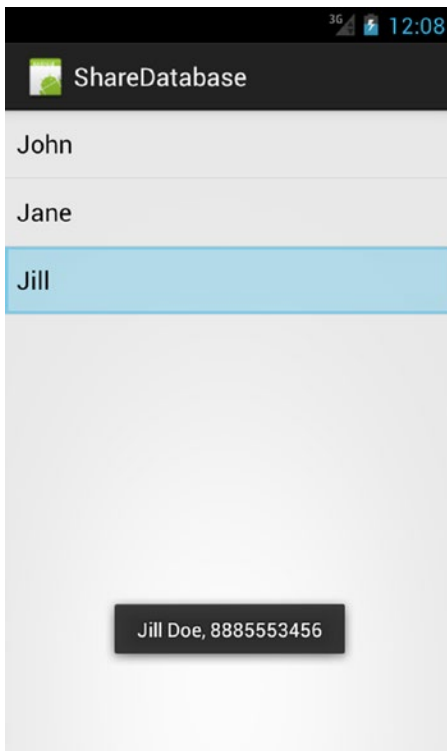 3G 12:08
ShareDatabase
John
Jane
Jill
Jill Doe, 8885553456